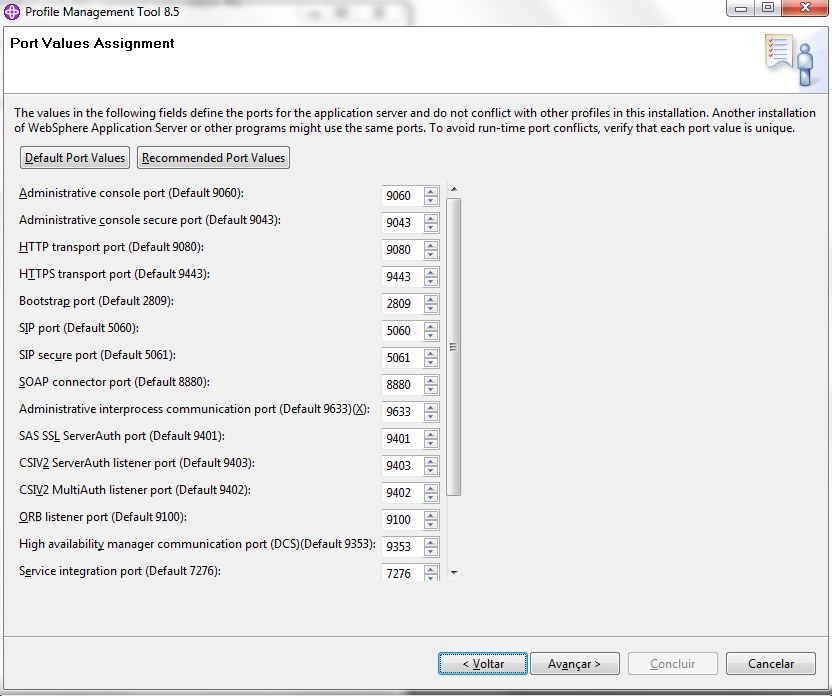 Profile Management Tool 8.5
Port Values Assignment
The values in the following fields define the ports for the application server and do not conflict with other profiles in this installation. Another installation
of WebSphere Application Server or other programs might use the same ports. To avoid run-time port conflicts, verify that each port value is unique.
Default Port Values Recommended Port Values
Administrative console port (Default 9060): 9060
Administrative console secure port (Default 9043): 9043
HTTP transport port (Default 9080): 9080
HTTPS transport port (Default 9443): 9443
Bootstrap port (Default 2809): 2809
SIP port (Default 5060): 5060
SIP secure port (Default 5061): 5061
SOAP connector port (Default 8880): 8880
Administrative interprocess communication port (Default 9633)(X): 9633
SAS SSL ServerAuth port (Default 9401): 9401
CSIV2 ServerAuth listener port (Default 9403): 9403
CSIV2 MultiAuth listener port (Default 9402): 9402
ORB listener port (Default 9100): 9100
High availability manager communication port (DCS)(Default 9353): 9353
Service integration port (Default 7276): 7276
< Voltar Avançar > Concluir Cancelar